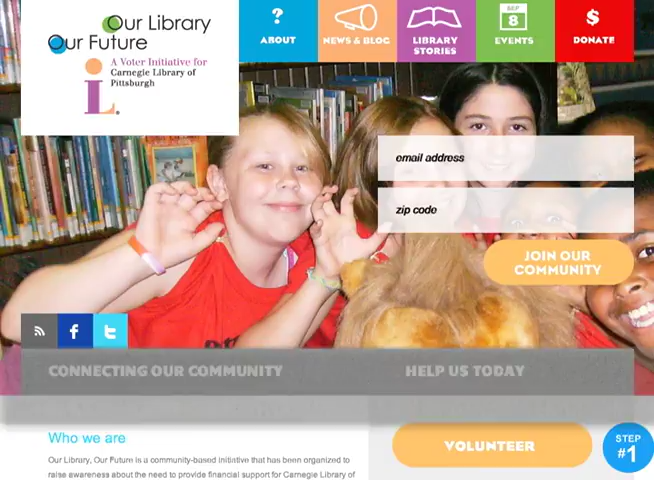 Our Library
Our Future
A Voter Initiative for
Carnegie Library of
Pittsburgh
?
ABOUT
NEWS & BLOG
LIBRARY
STORIES
SEP
8
EVENTS
$
DONATE
email address
zip code
JOIN OUR
COMMUNITY
f
CONNECTING OUR COMMUNITY
HELP US TODAY
Who we are
Our Library, Our Future is a community-based initiative that has been organized to
raise awareness about the need to provide financial support for Carnegie Library of
VOLUNTEER
STEP
#1